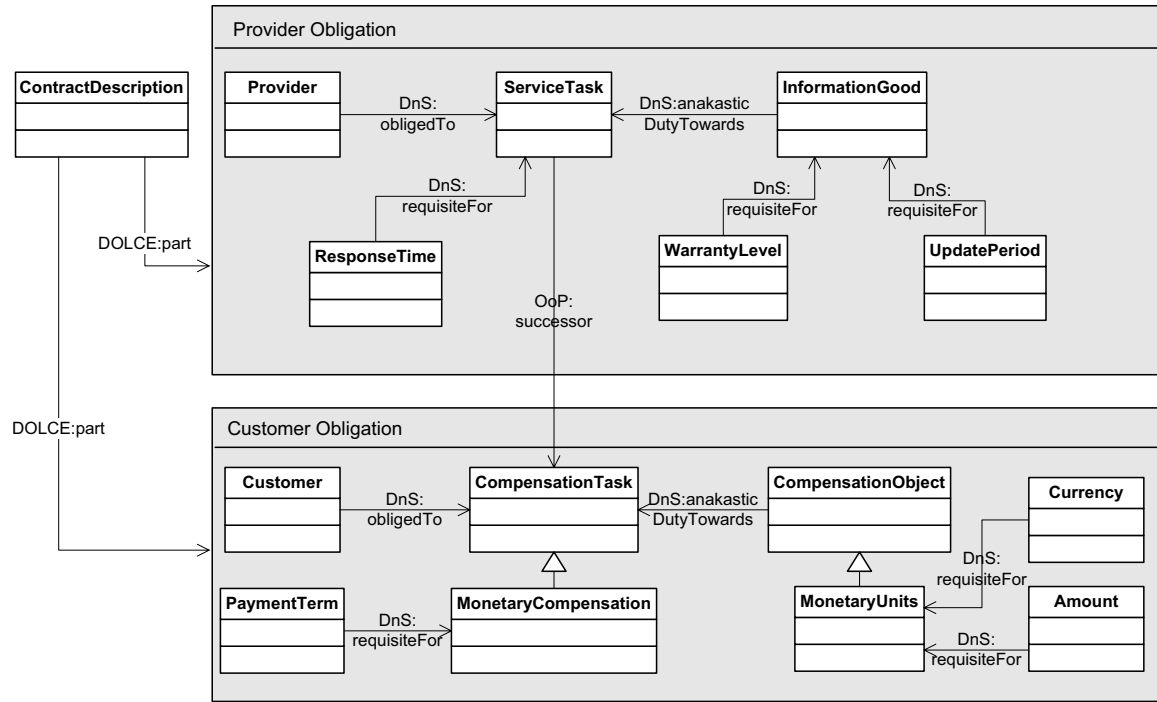 Provider Obligation
ContractDescription
Provider
DnS:
obligedTo
ServiceTask
DnS:anakastic
DutyTowards
InformationGood
DnS:
requisiteFor
DnS:
requisiteFor
DnS:
requisiteFor
DOLCE:part
ResponseTime
WarrantyLevel
UpdatePeriod
OoP:
successor
DOLCE:part
Customer Obligation
Customer
DnS:
obligedTo
CompensationTask
DnS:anakastic
DutyTowards
CompensationObject
Currency
DnS:
requisiteFor
PaymentTerm
DnS:
requisiteFor
MonetaryCompensation
MonetaryUnits
DnS:
requisiteFor
Amount